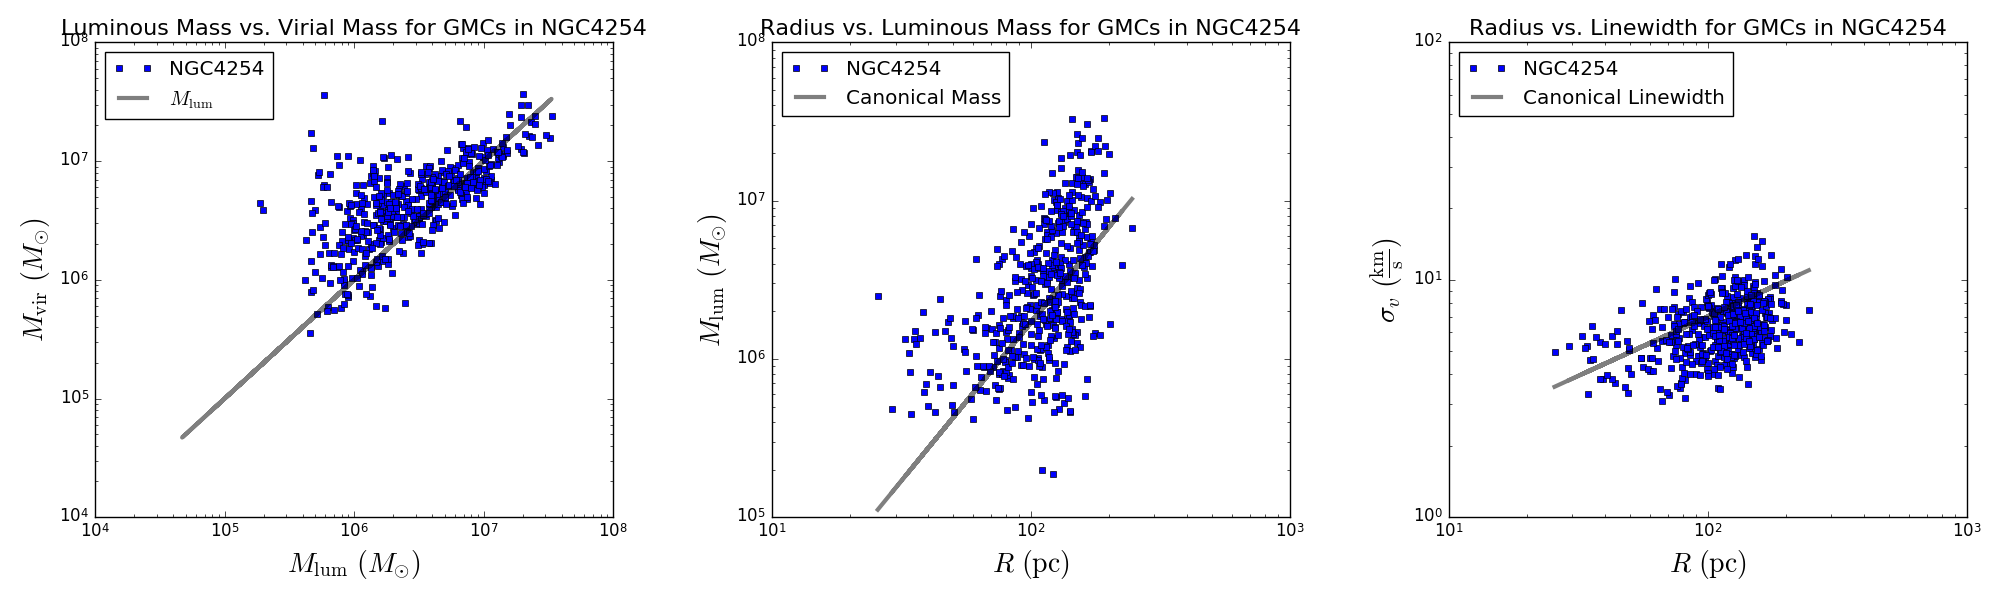 Luminous Mass vs. Virial Mass for GMCs in NGC4254
NGC4254
M_lum
10^8
10^7
10^6
10^5
10^4
M_vir (M_⊙)
10^4 10^5 10^6 10^7 10^8
M_lum (M_⊙)
Radius vs. Luminous Mass for GMCs in NGC4254
NGC4254
Canonical Mass
10^8
10^7
10^6
10^5
M_lum (M_⊙)
10^1 10^2 10^3
R (pc)
Radius vs. Linewidth for GMCs in NGC4254
NGC4254
Canonical Linewidth
10^2
10^1
10^0
σ_v (km/s)
10^1 10^2 10^3
R (pc)